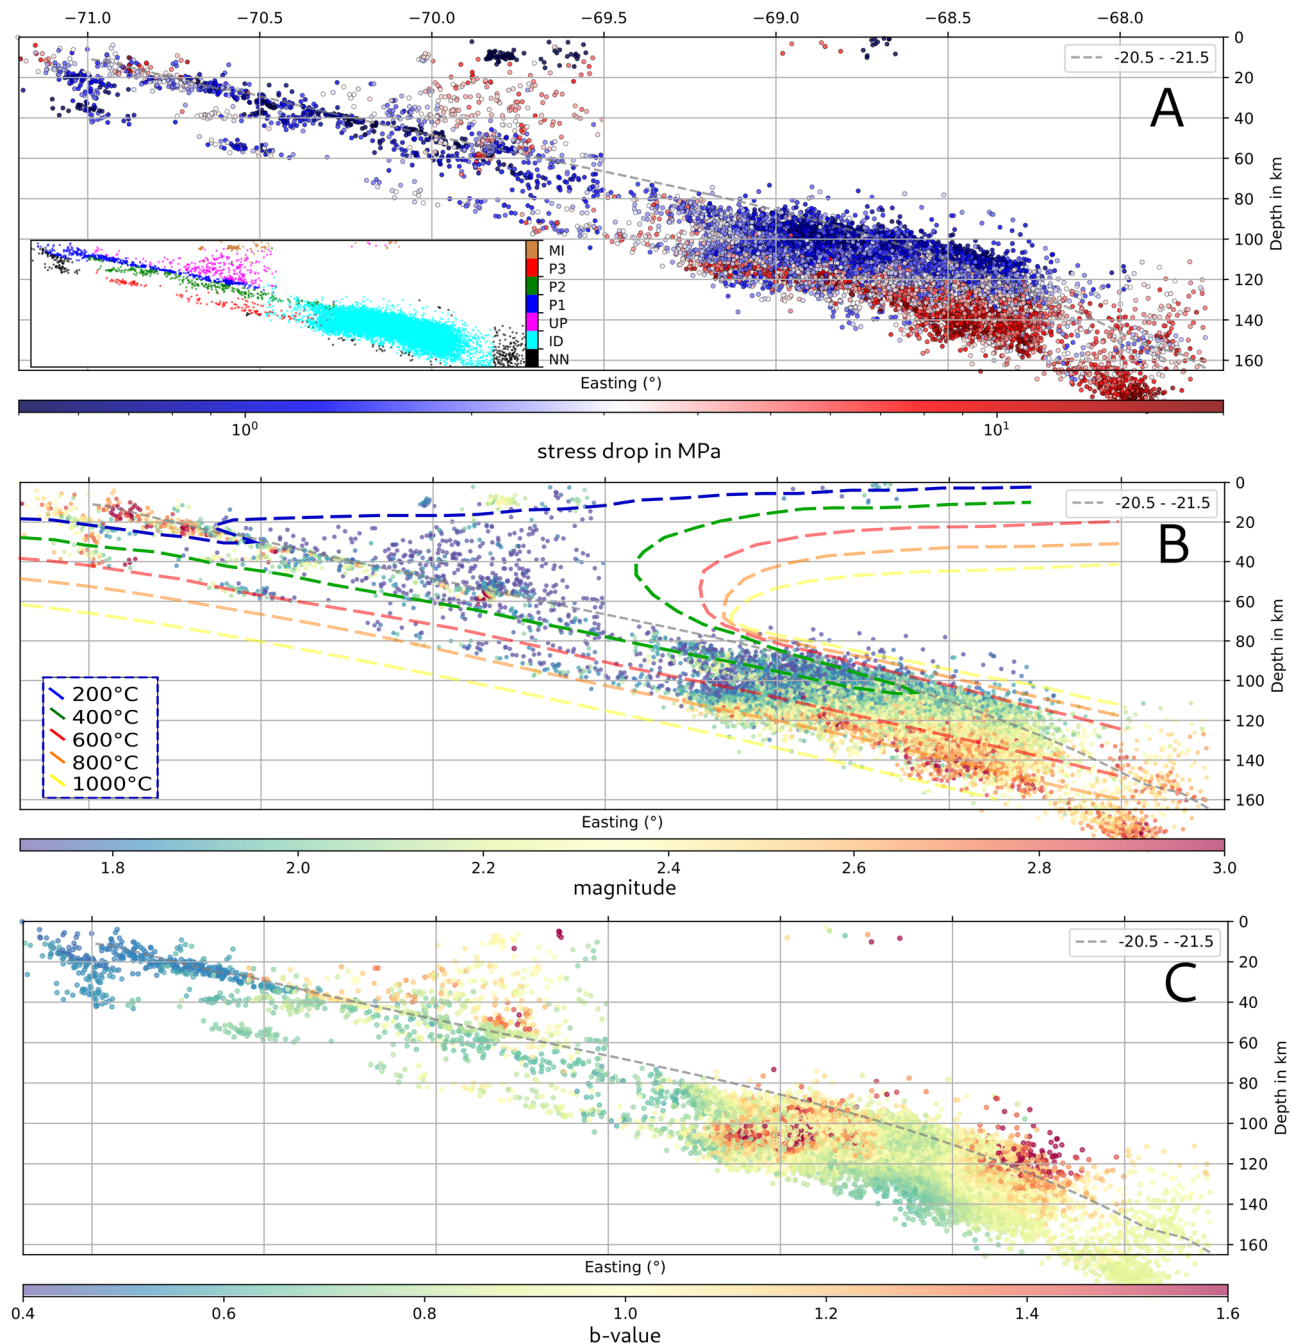 −71.0 −70.5 −70.0 −69.5 −69.0 −68.5 −68.0
-20.5 - -21.5
A
0
20
40
60
80
100
120
140
160
Depth in km
MI
P3
P2
P1
UP
ID
NN
Easting (°)
10⁰ 10¹
stress drop in MPa
-20.5 - -21.5
B
0
20
40
60
80
100
120
140
160
Depth in km
200°C
400°C
600°C
800°C
1000°C
Easting (°)
1.8 2.0 2.2 2.4 2.6 2.8 3.0
magnitude
-20.5 - -21.5
C
0
20
40
60
80
100
120
140
160
Depth in km
Easting (°)
0.4 0.6 0.8 1.0 1.2 1.4 1.6
b-value